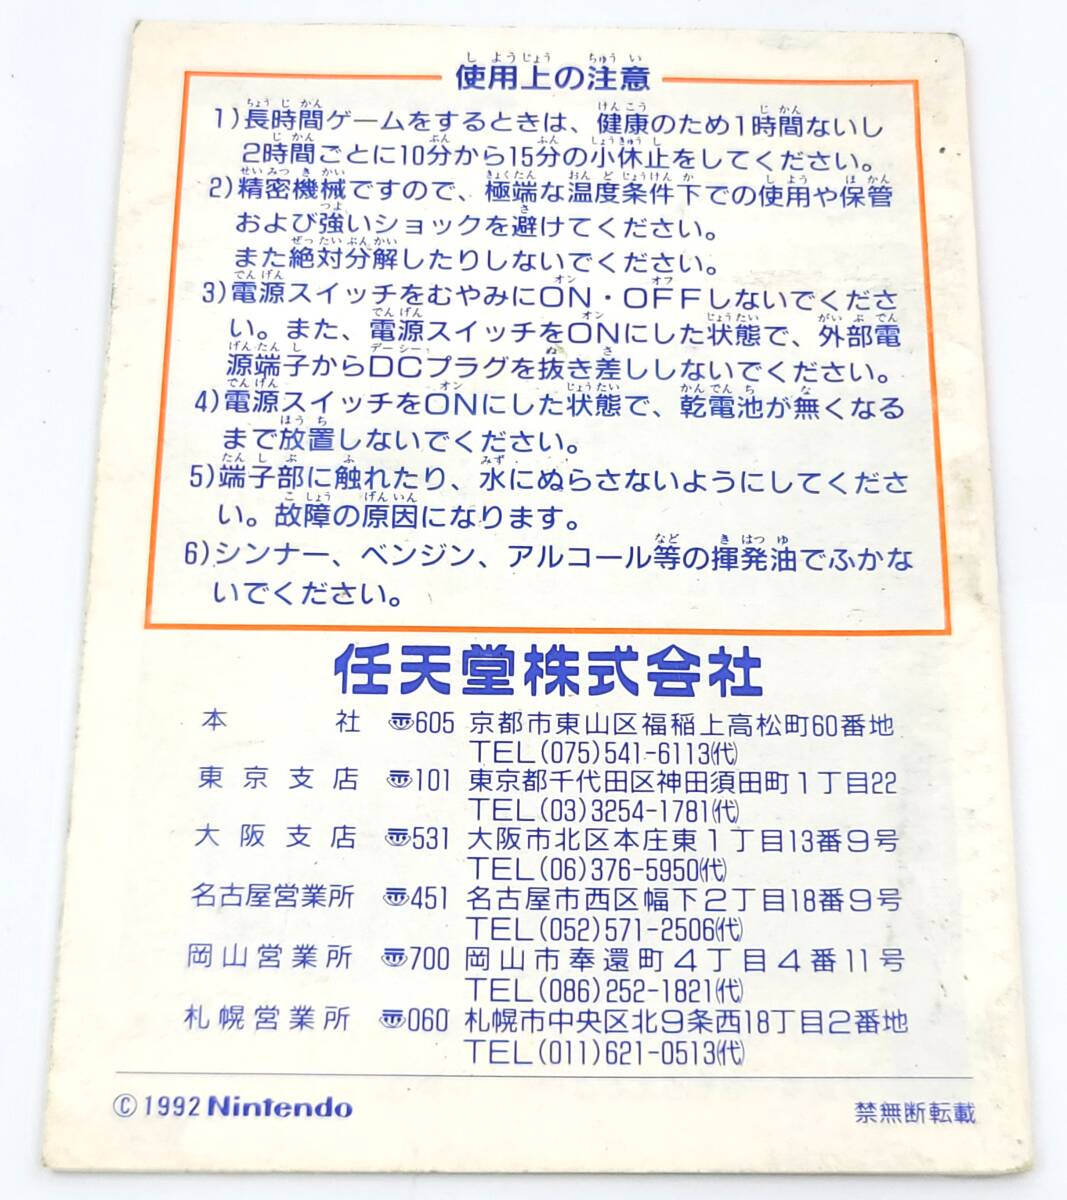 使用上の注意
1)長時間ゲームをするときは、健康のため1時間ないし
2時間ごとに10分から15分の小休止をしてください。
2)精密機械ですので、極端な温度条件下での使用や保管
および強いショックを避けてください。
また絶対分解したりしないでください。
3)電源スイッチをむやみにON・OFFしないでくださ
い。また、電源スイッチをONにした状態で、外部電
源端子からDCプラグを抜き差ししないでください。
4)電源スイッチをONにした状態で、乾電池が無くなる
まで放置しないでください。
5)端子部に触れたり、水にぬらさないようにしてくださ
い。故障の原因になります。
6)シンナー、ベンジン、アルコール等の揮発油でふかな
いでください。
任天堂株式会社
本社 〠605 京都市東山区福稲上高松町60番地
TEL(075)541-6113(代)
東京支店 〠101 東京都千代田区神田須田町1丁目22
TEL(03)3254-1781(代)
大阪支店 〠531 大阪市北区本庄東1丁目13番9号
TEL(06)376-5950(代)
名古屋営業所 〠451 名古屋市西区幅下2丁目18番9号
TEL(052)571-2506(代)
岡山営業所 〠700 岡山市奉還町4丁目4番11号
TEL(086)252-1821(代)
札幌営業所 〠060 札幌市中央区北9条西18丁目2番地
TEL(011)621-0513(代)
©1992 Nintendo 禁無断転載